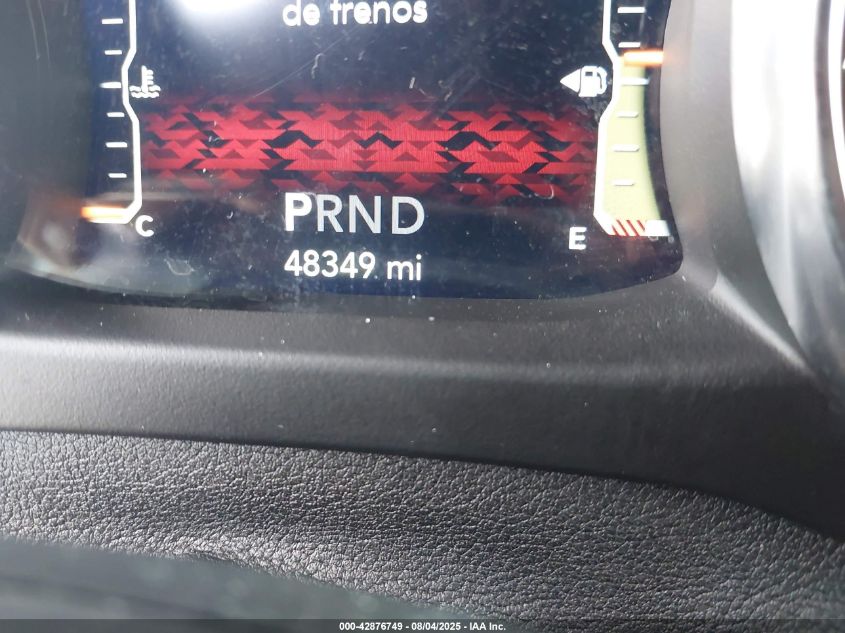 de frenos
PRND
48349 mi
C
E
000-42876749 - 08/04/2025 - IAA Inc.